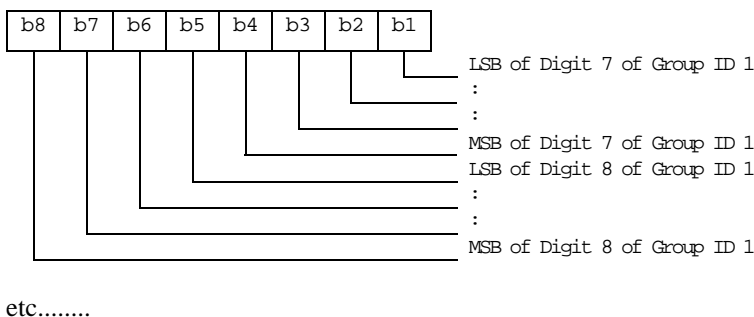 b8 b7 b6 b5 b4 b3 b2 b1
LSB of Digit 7 of Group ID 1
:
:
MSB of Digit 7 of Group ID 1
LSB of Digit 8 of Group ID 1
:
:
MSB of Digit 8 of Group ID 1
etc........